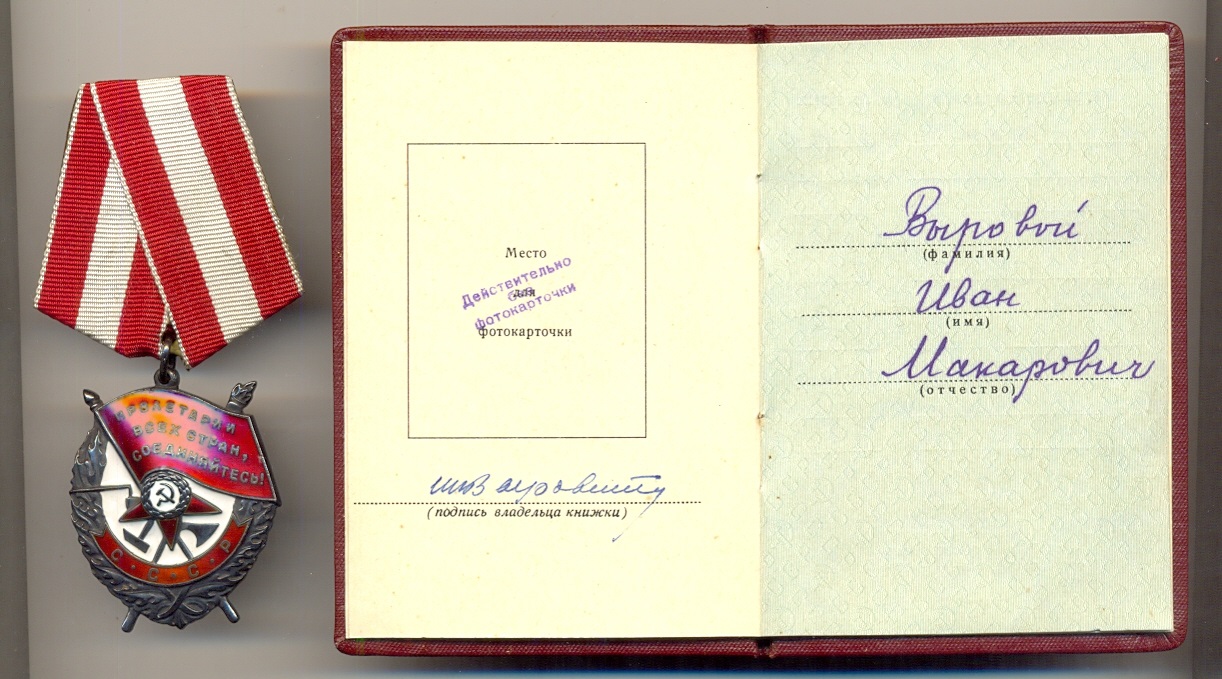 ПРОЛЕТАРИИ
ВСЕХ СТРАН,
СОЕДИНЯЙТЕСЬ!
С·С·С·Р
Место
для
фотокарточки
Действительно
без
фотокарточки
(подпись владельца книжки)
Выровой
(фамилия)
Иван
(имя)
Макарович
(отчество)